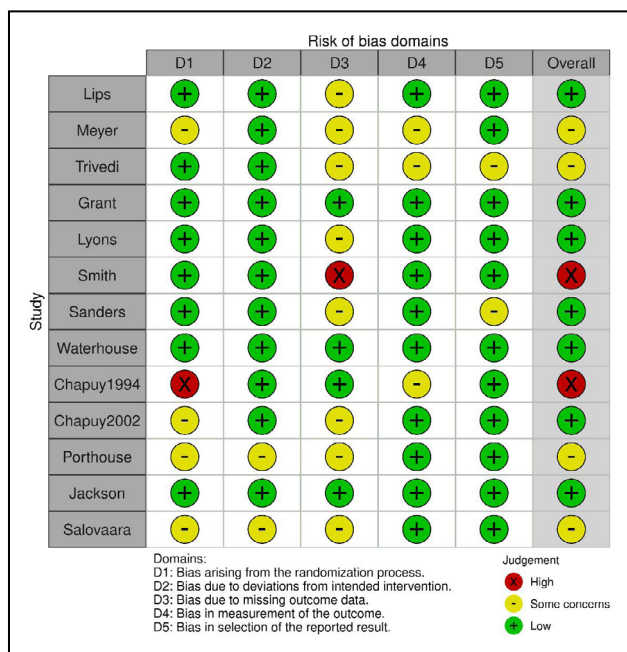 Risk of bias domains
D1 D2 D3 D4 D5 Overall
Study
Lips + + - + + +
Meyer - + - - + -
Trivedi + + - - - -
Grant + + + + + +
Lyons + + - + + +
Smith + + X + + X
Sanders + + - + - +
Waterhouse + + + + + +
Chapuy1994 X + + - + X
Chapuy2002 - + - + + +
Porthouse - - - + + -
Jackson + + + + + +
Salovaara - - - + + -
Domains:
D1: Bias arising from the randomization process.
D2: Bias due to deviations from intended intervention.
D3: Bias due to missing outcome data.
D4: Bias in measurement of the outcome.
D5: Bias in selection of the reported result.
Judgement
X High
- Some concerns
+ Low